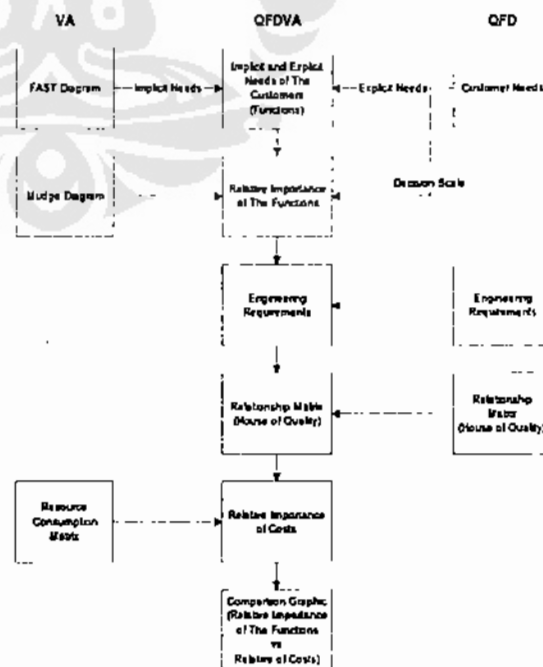 VA
QFDVA
QFD
FAST Diagram
Implicit Needs
Implicit and Explicit
Needs of The
Customers
(Functions)
Explicit Needs
Customer Needs
Mudge Diagram
Relative Importance
of The Functions
Decision Scale
Engineering
Requirements
Engineering
Requirements
Relationship Matrix
(House of Quality)
Relationship
Matrix
(House of Quality)
Resource
Consumption
Matrix
Relative Importance
of Costs
Comparison Graphic
(Relative Importance
of The Functions
vs
Relative of Costs)